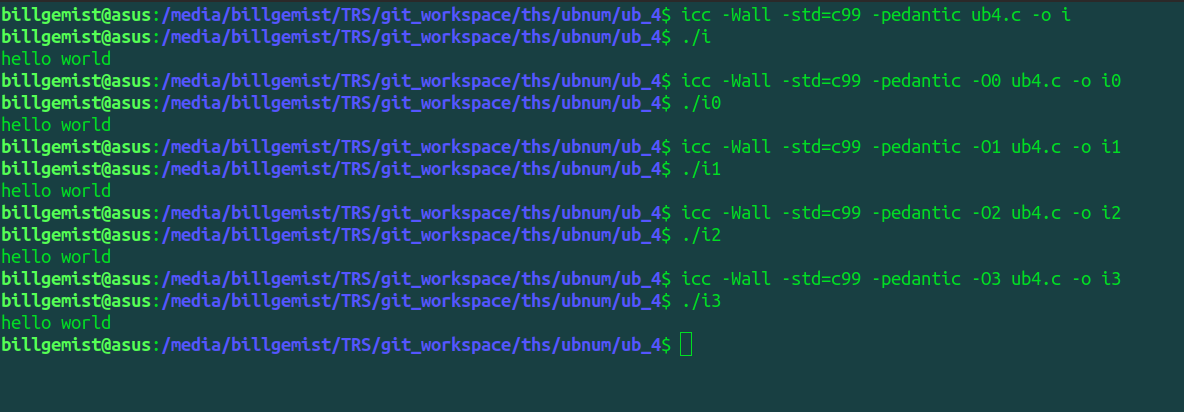 billgemist@asus:/media/billgemist/TRS/git_workspace/ths/ubnum/ub_4$ icc -Wall -std=c99 -pedantic ub4.c -o i
billgemist@asus:/media/billgemist/TRS/git_workspace/ths/ubnum/ub_4$ ./i
hello world
billgemist@asus:/media/billgemist/TRS/git_workspace/ths/ubnum/ub_4$ icc -Wall -std=c99 -pedantic -O0 ub4.c -o i0
billgemist@asus:/media/billgemist/TRS/git_workspace/ths/ubnum/ub_4$ ./i0
hello world
billgemist@asus:/media/billgemist/TRS/git_workspace/ths/ubnum/ub_4$ icc -Wall -std=c99 -pedantic -O1 ub4.c -o i1
billgemist@asus:/media/billgemist/TRS/git_workspace/ths/ubnum/ub_4$ ./i1
hello world
billgemist@asus:/media/billgemist/TRS/git_workspace/ths/ubnum/ub_4$ icc -Wall -std=c99 -pedantic -O2 ub4.c -o i2
billgemist@asus:/media/billgemist/TRS/git_workspace/ths/ubnum/ub_4$ ./i2
hello world
billgemist@asus:/media/billgemist/TRS/git_workspace/ths/ubnum/ub_4$ icc -Wall -std=c99 -pedantic -O3 ub4.c -o i3
billgemist@asus:/media/billgemist/TRS/git_workspace/ths/ubnum/ub_4$ ./i3
hello world
billgemist@asus:/media/billgemist/TRS/git_workspace/ths/ubnum/ub_4$